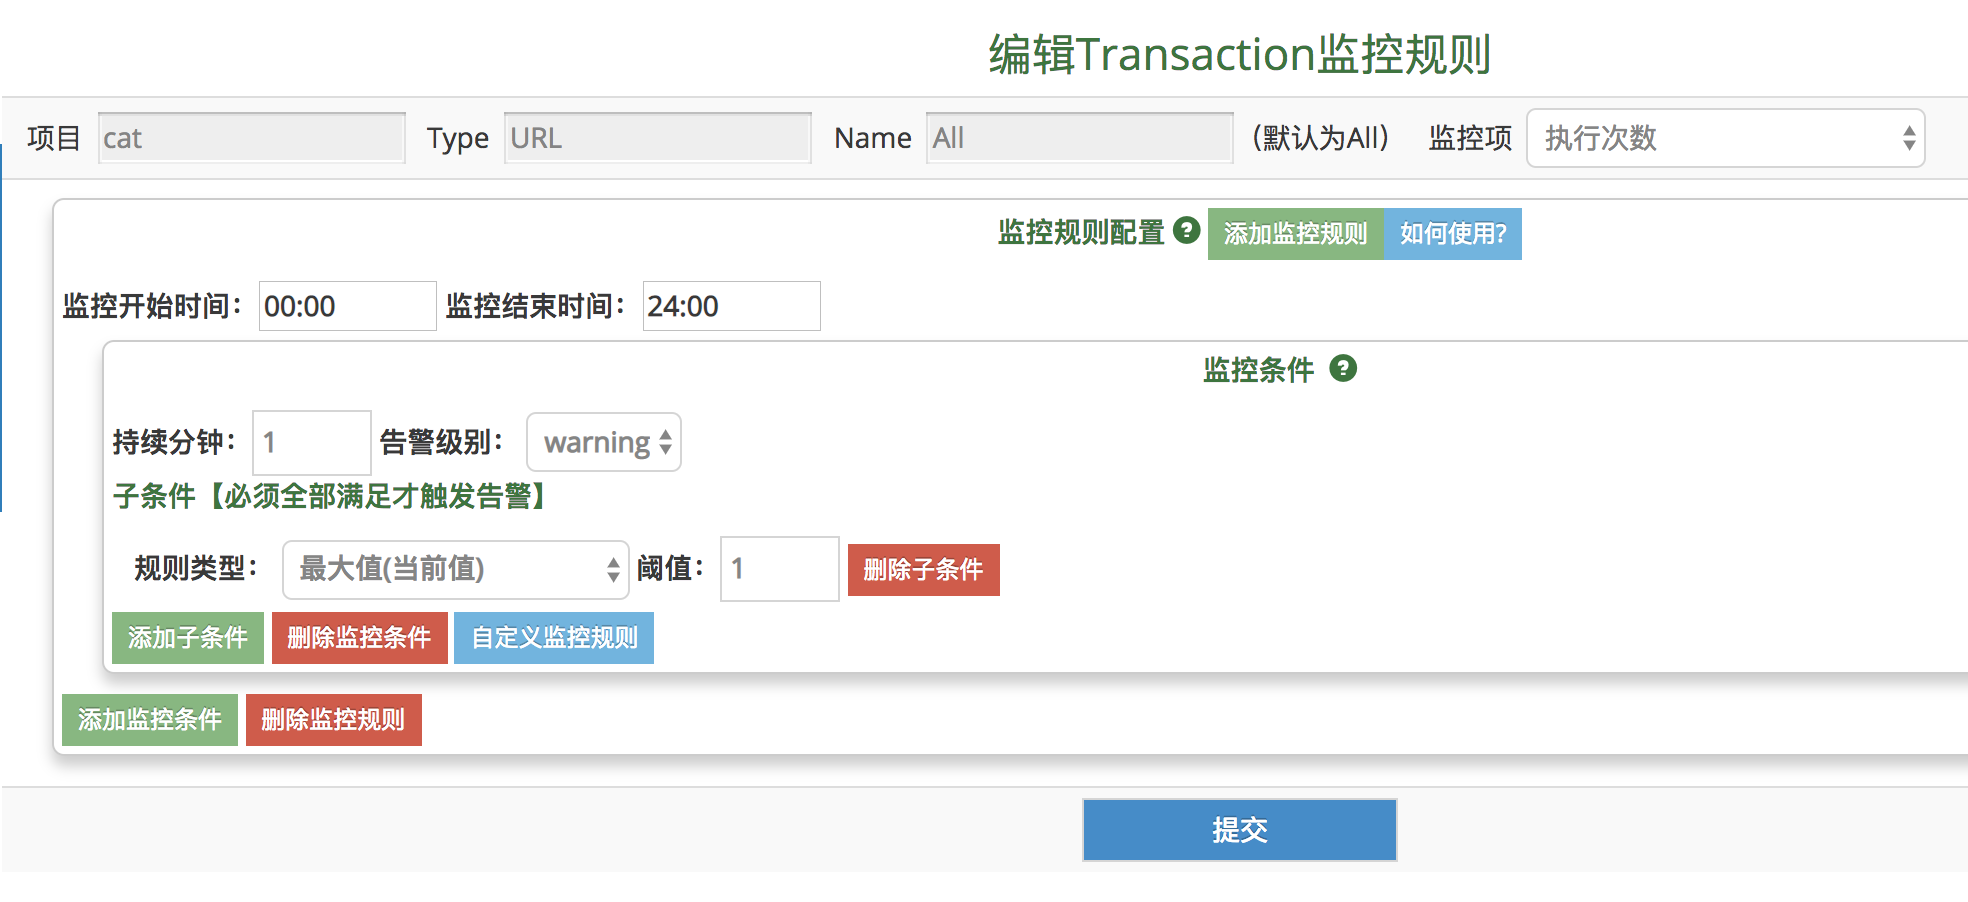 编辑Transaction监控规则
项目 cat Type URL Name All （默认为All） 监控项 执行次数
监控规则配置 ? 添加监控规则 如何使用?
监控开始时间： 00:00 监控结束时间： 24:00
监控条件 ?
持续分钟： 1 告警级别： warning
子条件【必须全部满足才触发告警】
规则类型： 最大值(当前值) 阈值： 1 删除子条件
添加子条件 删除监控条件 自定义监控规则
添加监控条件 删除监控规则
提交